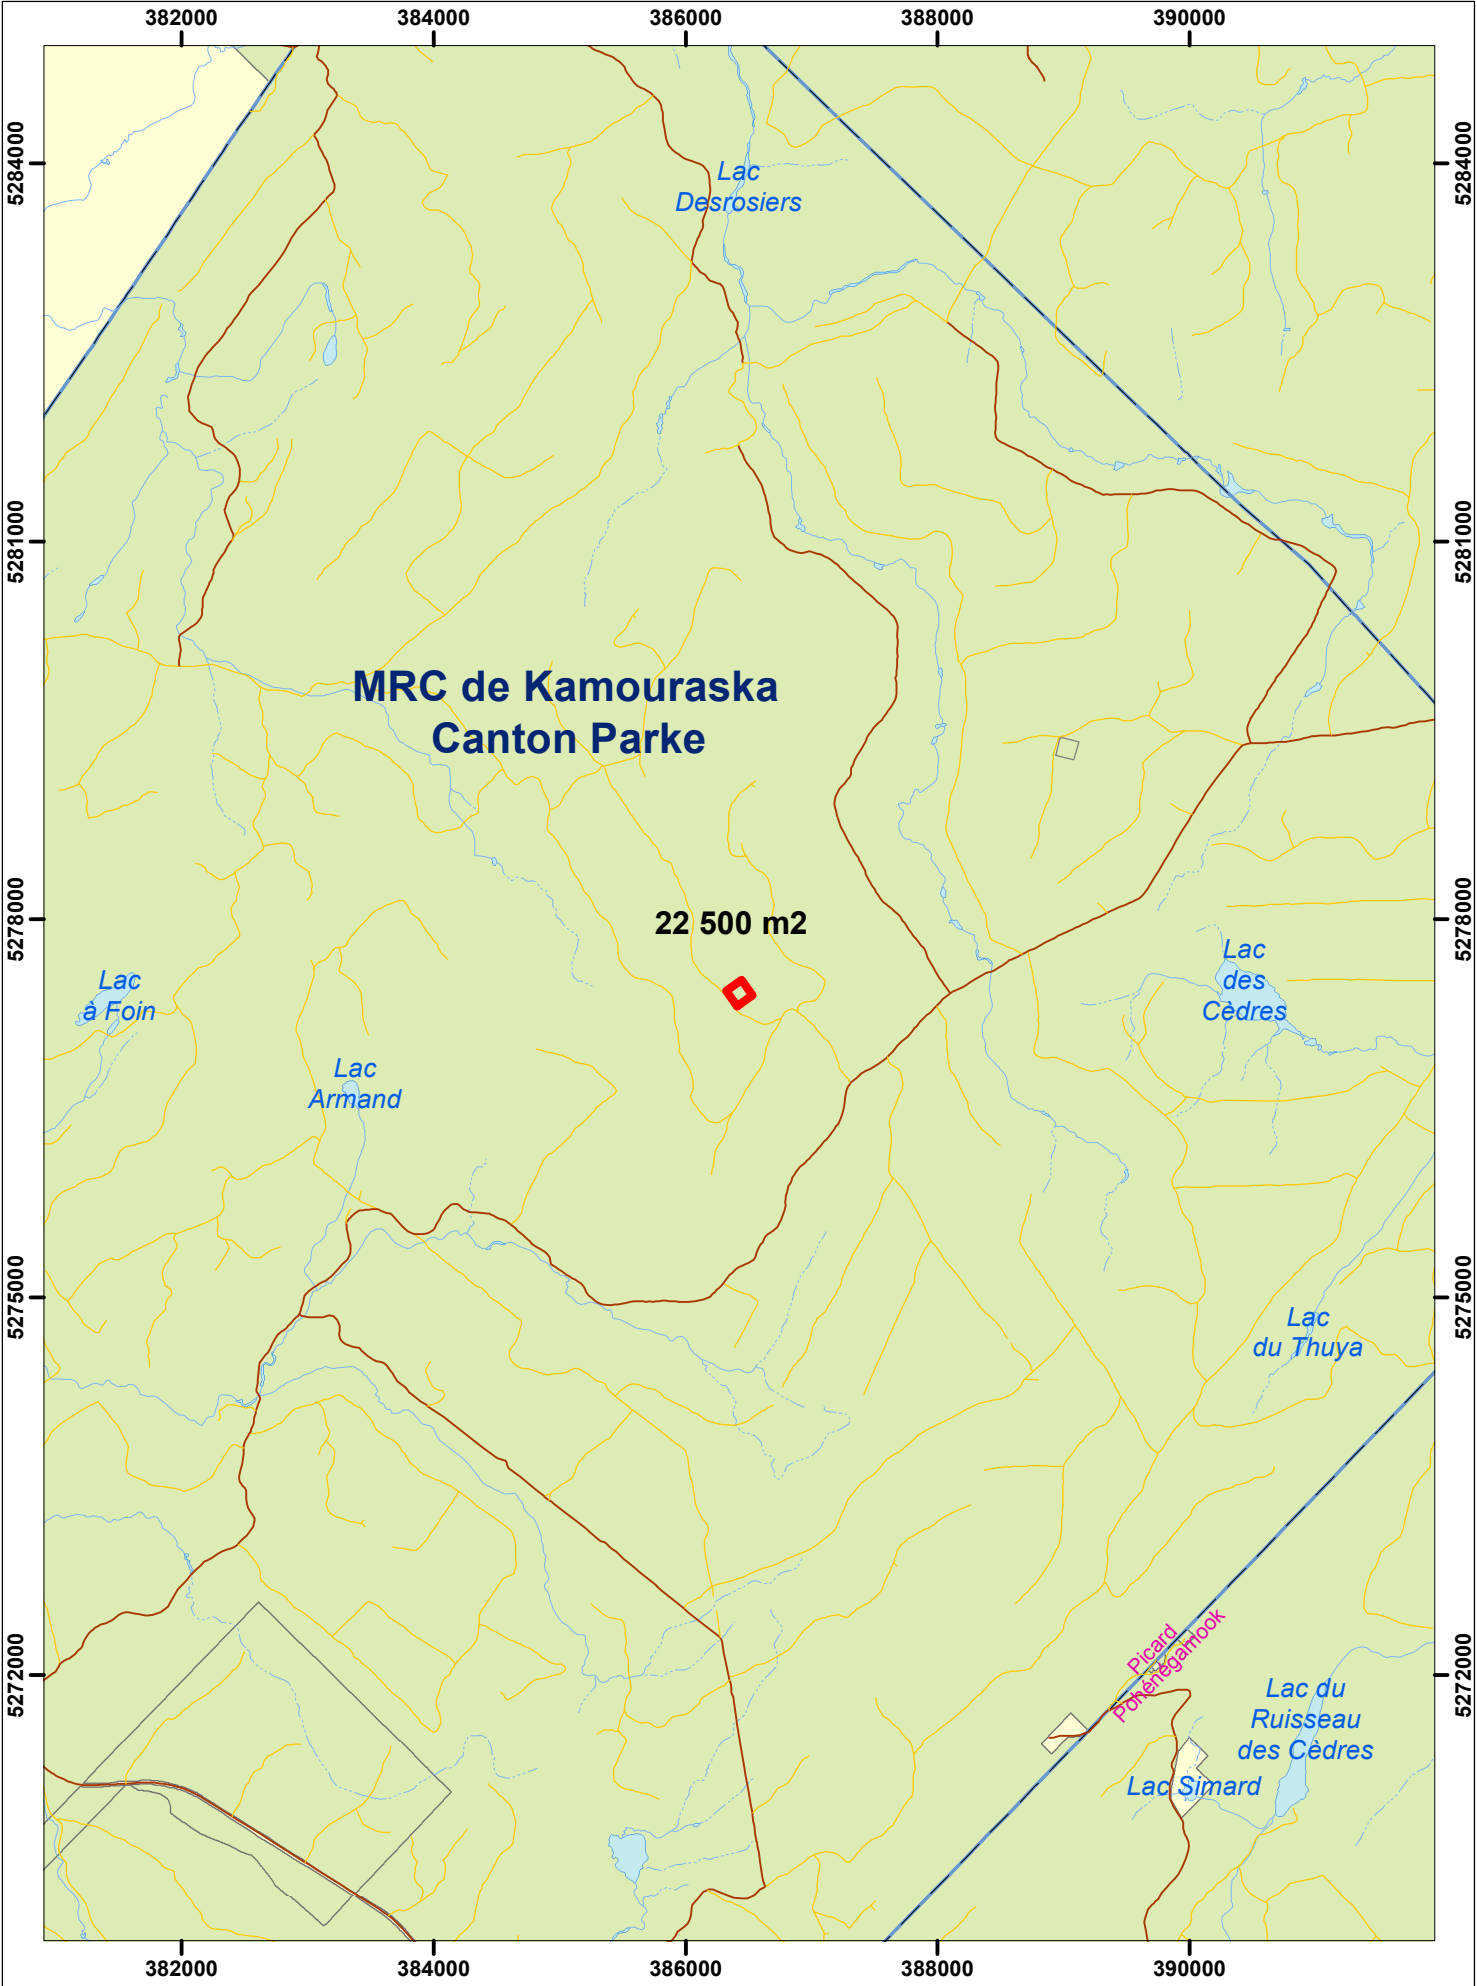 382000 384000 386000 388000 390000
5284000 5284000
Lac
Desrosiers
5281000 5281000
MRC de Kamouraska
Canton Parke
22 500 m2
5278000 5278000
Lac
des
Cèdres
Lac
à Foin
Lac
Armand
5275000 5275000
Lac
du Thuya
Picard
Pohénégamook
5272000 5272000
Lac du
Ruisseau
des Cèdres
Lac Simard
382000 384000 386000 388000 390000